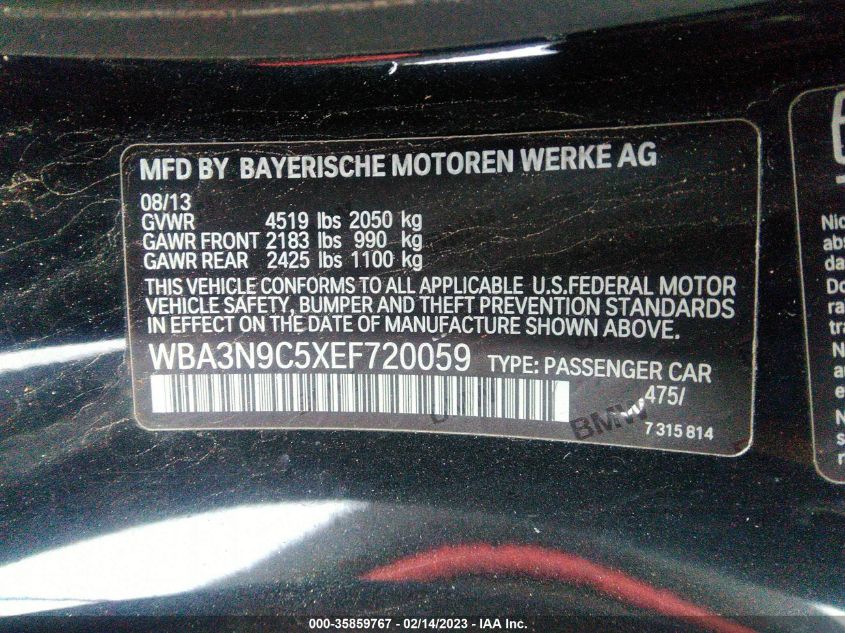 MFD BY BAYERISCHE MOTOREN WERKE AG
08/13
GVWR 4519 lbs 2050 kg
GAWR FRONT 2183 lbs 990 kg
GAWR REAR 2425 lbs 1100 kg
THIS VEHICLE CONFORMS TO ALL APPLICABLE U.S.FEDERAL MOTOR
VEHICLE SAFETY, BUMPER AND THEFT PREVENTION STANDARDS
IN EFFECT ON THE DATE OF MANUFACTURE SHOWN ABOVE.
WBA3N9C5XEF720059 TYPE: PASSENGER CAR
475/
BMW
7 315 814
000-35859767 - 02/14/2023 - IAA Inc.